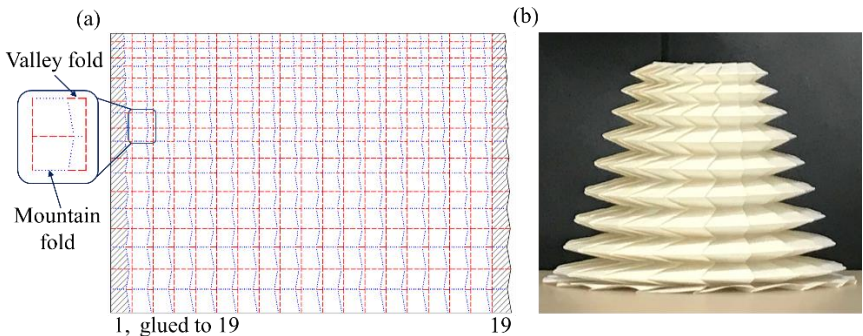 (a)
(b)
Valley fold
Mountain
fold
1, glued to 19
19